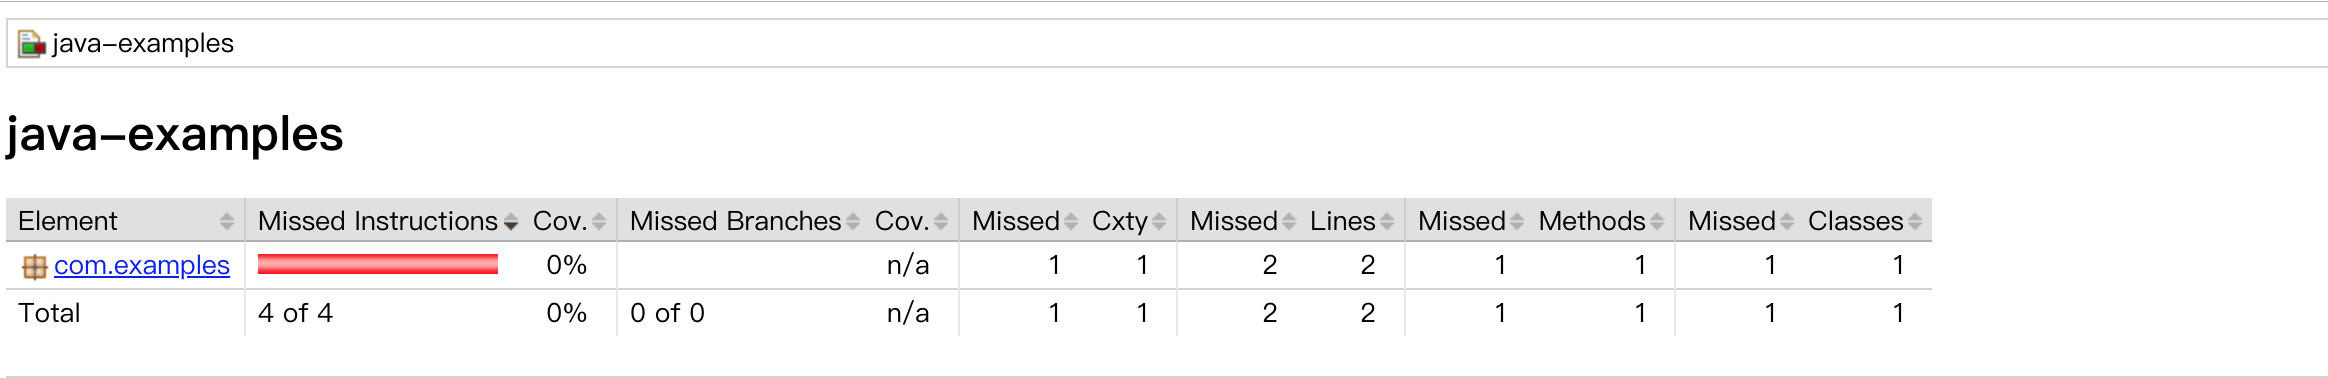 java-examples
java-examples
Element Missed Instructions Cov. Missed Branches Cov. Missed Cxty Missed Lines Missed Methods Missed Classes
com.examples 0% n/a 1 1 2 2 1 1 1 1
Total 4 of 4 0% 0 of 0 n/a 1 1 2 2 1 1 1 1